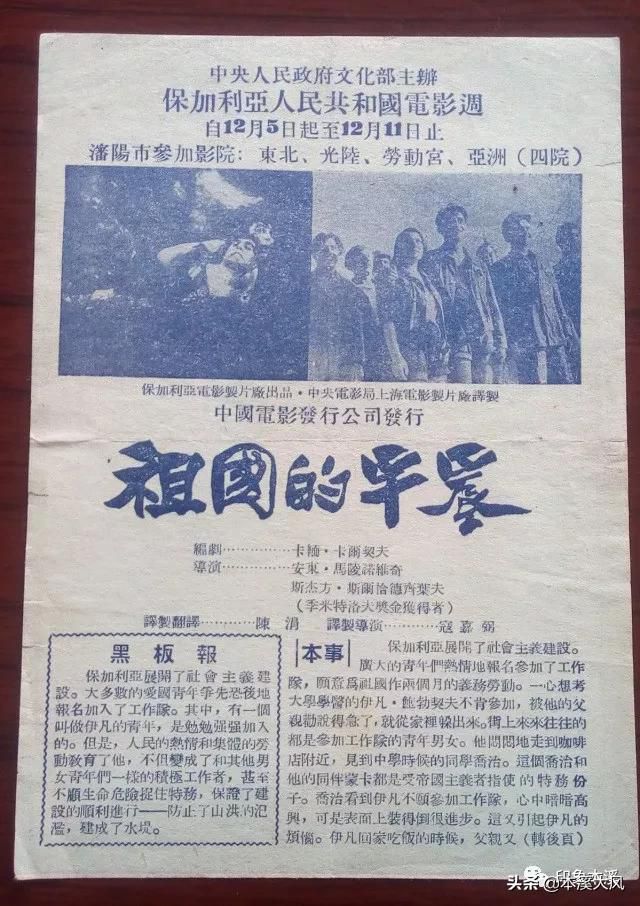 中央人民政府文化部主辦
保加利亞人民共和國電影週
自12月5日起至12月11日止
瀋陽市參加影院：東北、光陸、勞動宮、亞洲（四院）
保加利亞電影製片廠出品·中央電影局上海電影製片廠譯製
中國電影發行公司發行
祖國的早晨
編劇…………卡·卡爾契夫
導演…………安東·馬陵諾維奇
斯杰方·斯爾恰德齊葉夫
（季米特洛夫獎金獲得者）
譯製翻譯…………陳涓　譯製導演…………寇嘉弼
黑板報
保加利亞展開了社會主義建
設。大多數的愛國青年爭先恐後地
報名加入了工作隊。其中，有一個
叫做伊凡的青年，是勉勉强强加入
的。但是，人民的熱情和集體的勞
動敎育了他，不但變成了和其他男
女青年們一樣的積極工作者，甚至
不顧生命危險捉住特務，保證了建
設的順利進行——防止了山洪的氾
濫，建成了水堤。
本事
保加利亞展開了社會主義建設。
廣大的青年們熱情地報名參加了工作
隊，願意爲祖國作兩個月的義務勞動。一心想考
大學學醫的伊凡·飽勃契夫不肯參加，被他的父
親勸說得急了，就從家裡躲出來。街上來來往往的
都是參加工作隊的青年男女。他悶悶地走到咖啡
店附近，見到中學時候的同學喬治。這個喬治和
他的同伴蒙卡都是受帝國主義者指使的特務份
子。喬治看到伊凡不願參加工作隊，心中暗暗高
興，可是表面上裝得倒很進步。這又引起伊凡的
煩惱。伊凡回家吃飯的時候，父親又（轉後頁）
印象本溪
头条@本溪大疯